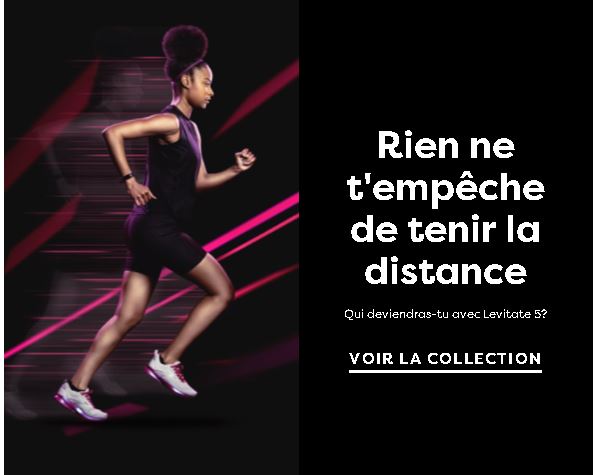 Rien ne
t'empêche
de tenir la
distance
Qui deviendras-tu avec Levitate 5?
VOIR LA COLLECTION